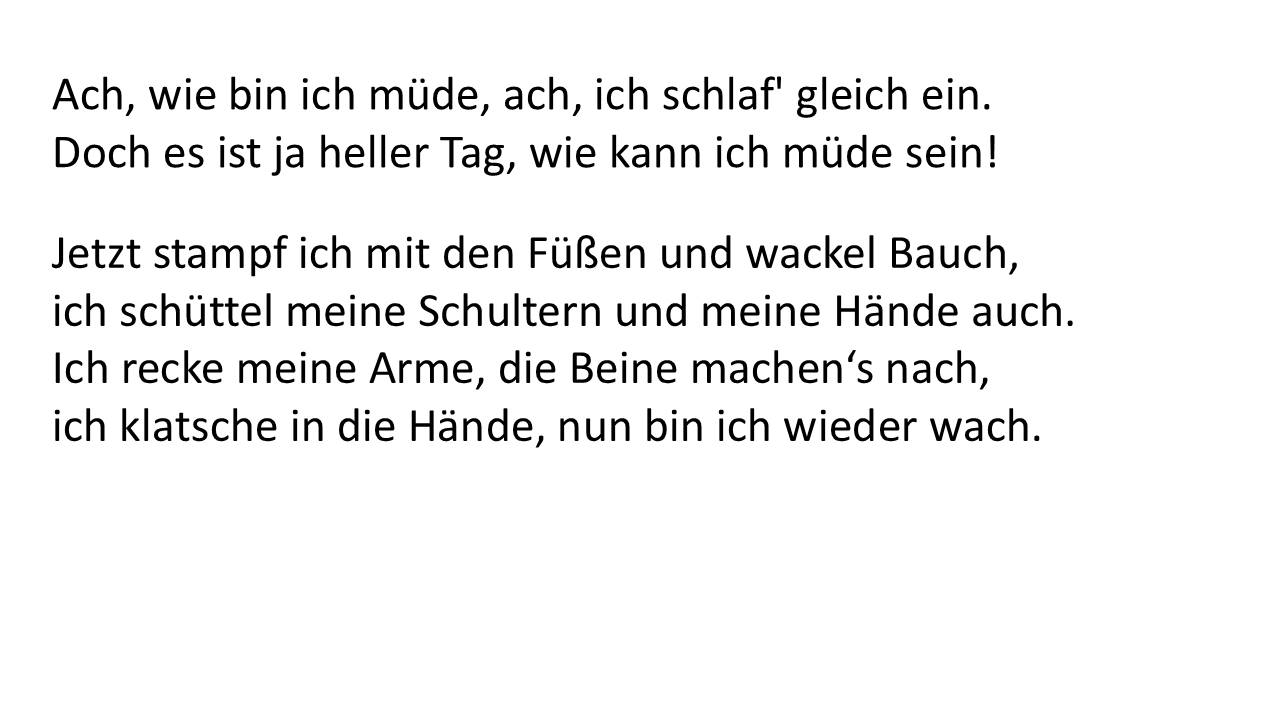 Ach, wie bin ich müde, ach, ich schlaf' gleich ein.
Doch es ist ja heller Tag, wie kann ich müde sein!
Jetzt stampf ich mit den Füßen und wackel Bauch,
ich schüttel meine Schultern und meine Hände auch.
Ich recke meine Arme, die Beine machen‘s nach,
ich klatsche in die Hände, nun bin ich wieder wach.